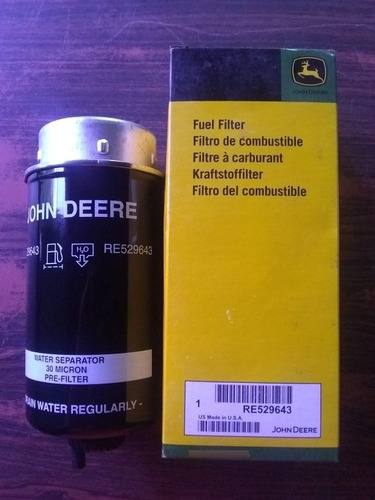 JOHN DEERE
Fuel Filter
Filtro de combustible
Filtre à carburant
Kraftstoffilter
Filtro del combustible
JOHN DEERE
H₂O
RE529643
WATER SEPARATOR
30 MICRON
PRE-FILTER
WATER REGULARLY -
1
RE529643
US Made in U.S.A.
JOHN DEERE